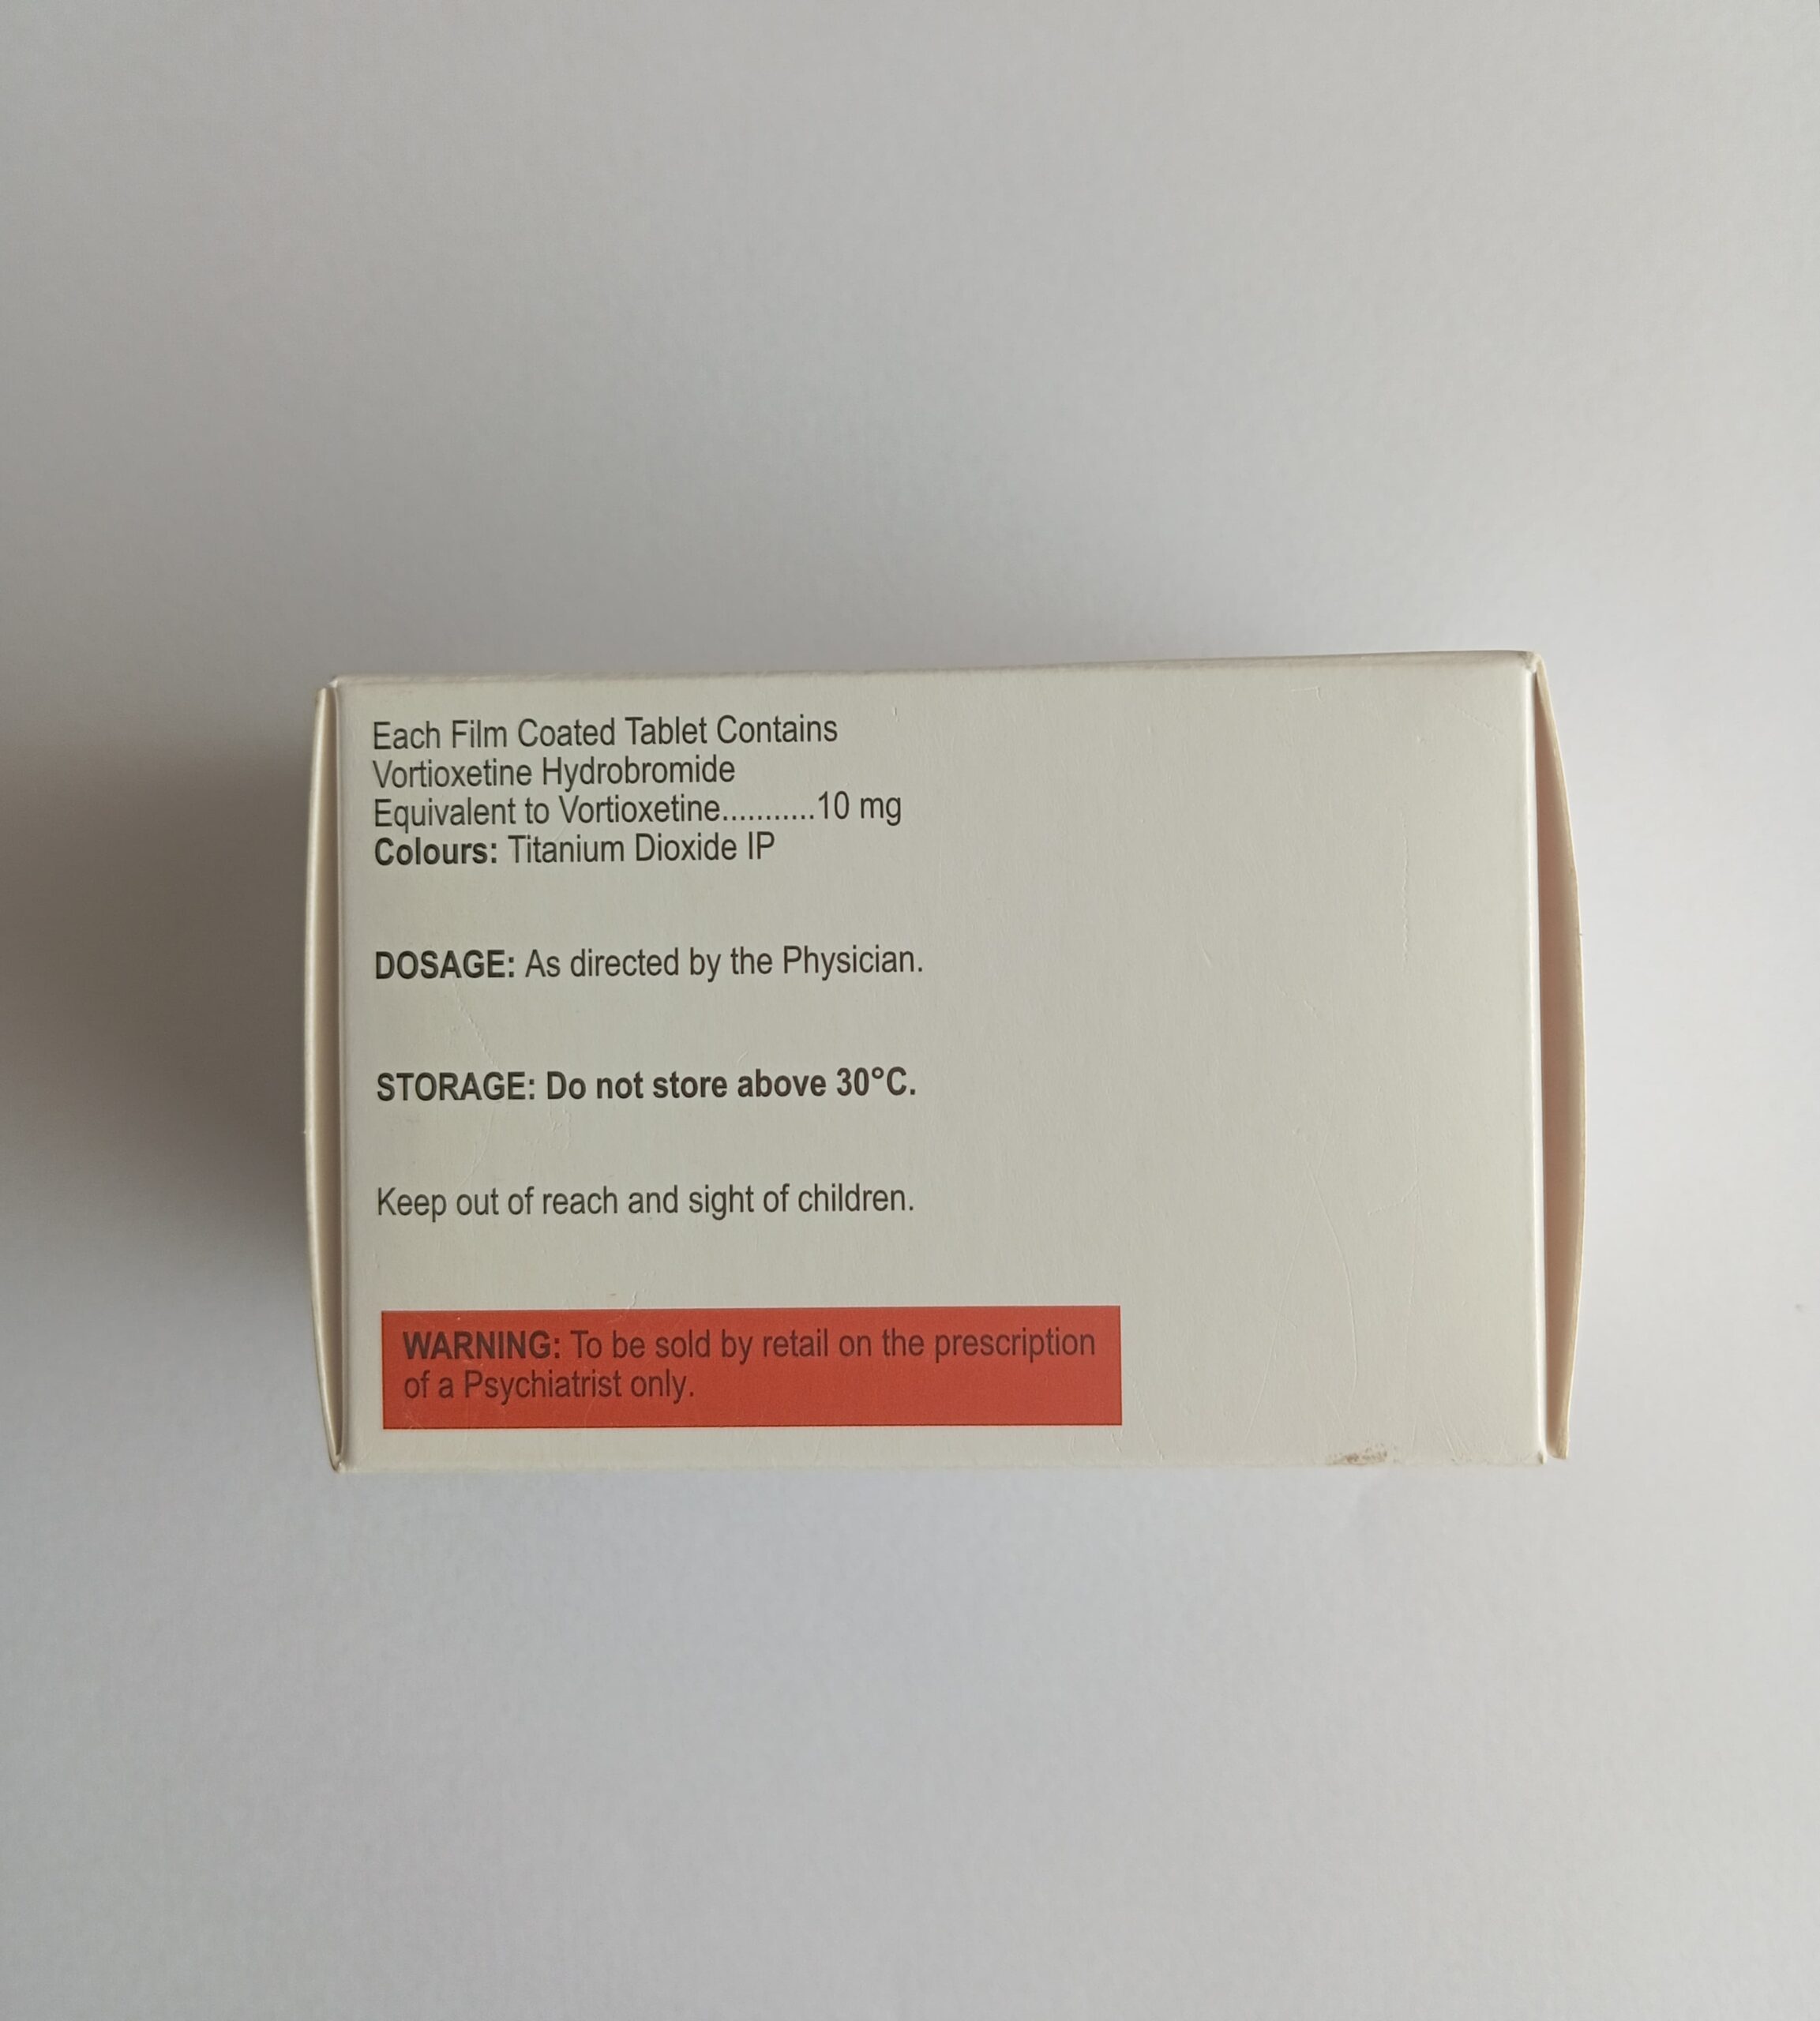 Each Film Coated Tablet Contains
Vortioxetine Hydrobromide
Equivalent to Vortioxetine...........10 mg
Colours: Titanium Dioxide IP
DOSAGE: As directed by the Physician.
STORAGE: Do not store above 30°C.
Keep out of reach and sight of children.
WARNING: To be sold by retail on the prescription
of a Psychiatrist only.